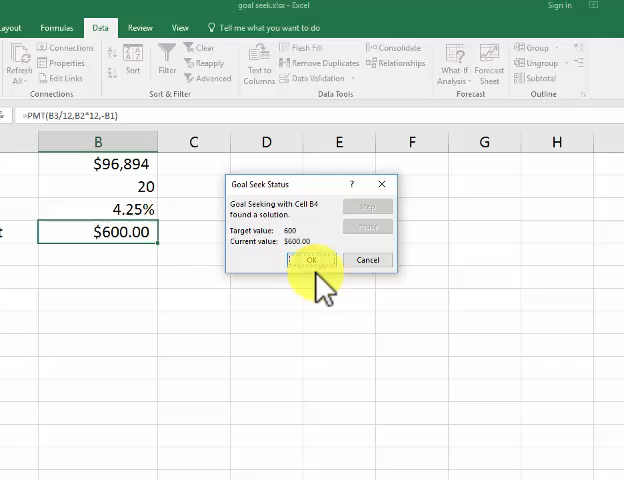 goal seek.xlsx - Excel
Sign in
ayout Formulas Data Review View Tell me what you want to do
Refresh All
Connections
Properties
Edit Links
Connections
Sort
Filter
Clear
Reapply
Advanced
Sort & Filter
Text to Columns
Flash Fill
Remove Duplicates
Data Validation
Consolidate
Data Tools
What-If Analysis
Forecast Sheet
Forecast
Group
Ungroup
Subtotal
Outline
=PMT(B3/12,B2*12,-B1)
B C D E F G H
$96,894
20
4.25%
t $600.00
Goal Seek Status ?
Goal Seeking with Cell B4
found a solution.
Target value: 600
Current value: $600.00
Step
Pause
OK Cancel